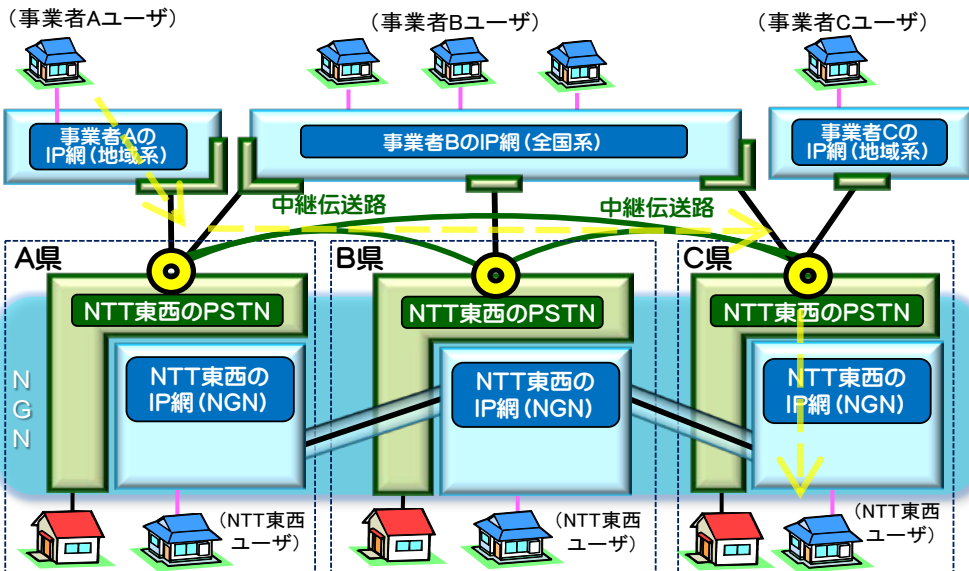 （事業者Aユーザ）
（事業者Bユーザ）
（事業者Cユーザ）
事業者Aの
IP網（地域系）
事業者BのIP網（全国系）
事業者Cの
IP網（地域系）
中継伝送路
中継伝送路
A県
B県
C県
NTT東西のPSTN
NTT東西のPSTN
NTT東西のPSTN
NGN
NTT東西の
IP網（NGN）
NTT東西の
IP網（NGN）
NTT東西の
IP網（NGN）
（NTT東西
ユーザ）
（NTT東西
ユーザ）
（NTT東西
ユーザ）